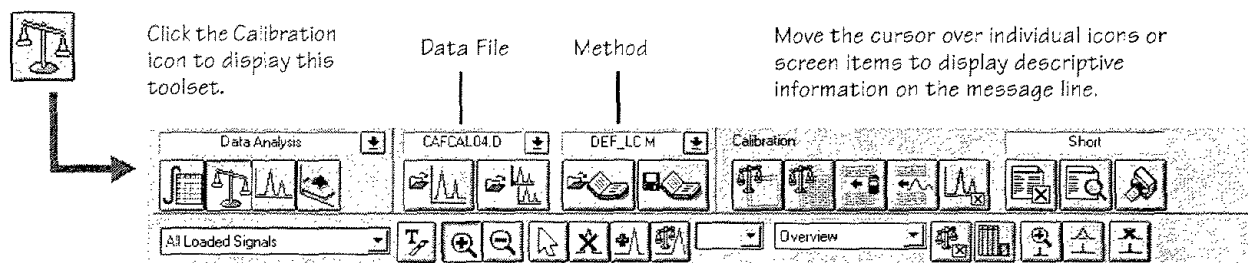 Click the Calibration
icon to display this
toolset.
Data File
Method
Move the cursor over individual icons or
screen items to display descriptive
information on the message line.
Data Analysis
CAFCAL04.D
DEF_LC.M
Calibration
Short
All Loaded Signals
Overview